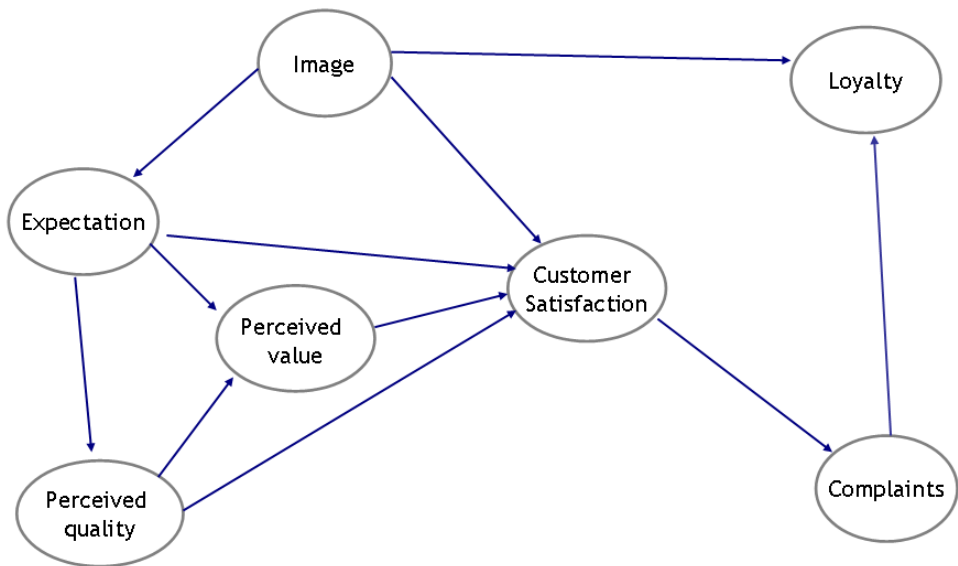 Image
Loyalty
Expectation
Customer
Satisfaction
Perceived
value
Perceived
quality
Complaints